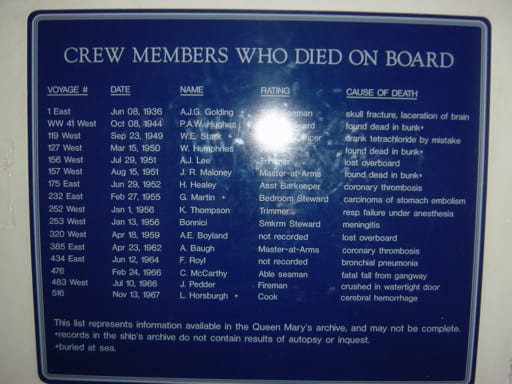 CREW MEMBERS WHO DIED ON BOARD
VOYAGE # DATE NAME RATING CAUSE OF DEATH
1 East Jun 08, 1936 A.J.G. Golding Seaman skull fracture, laceration of brain
WW 41 West Oct 08, 1944 P.A.W. Hughes found dead in bunk*
119 West Sep 23, 1949 W.E. Stark * Officer drank tetrachloride by mistake
127 West Mar 15, 1950 W. Humphries found dead in bunk*
156 West Jul 29, 1951 A.J. Lee Trimmer lost overboard
157 West Aug 15, 1951 J. R. Maloney Master-at-Arms found dead in bunk*
175 East Jun 29, 1952 H. Healey Asst Barkeeper coronary thrombosis
232 East Feb 27, 1955 G. Martin * Bedroom Steward carcinoma of stomach embolism
252 West Jan 1, 1956 K. Thompson Trimmer resp failure under anesthesia
253 West Jan 13, 1956 Bonnici Smkrm Steward meningitis
320 West Apr 18, 1959 A.E. Boyland not recorded lost overboard
385 East Apr 23, 1962 A. Baugh Master-at-Arms coronary thrombosis
434 East Jun 12, 1964 F. Royl not recorded bronchial pneumonia
476 Feb 24, 1966 C. McCarthy Able seaman fatal fall from gangway
483 West Jul 10, 1966 J. Pedder Fireman crushed in watertight door
516 Nov 13, 1967 L. Horsburgh * Cook cerebral hemorrhage
This list represents information available in the Queen Mary's archive, and may not be complete.
*records in the ship's archive do not contain results of autopsy or inquest.
*buried at sea.